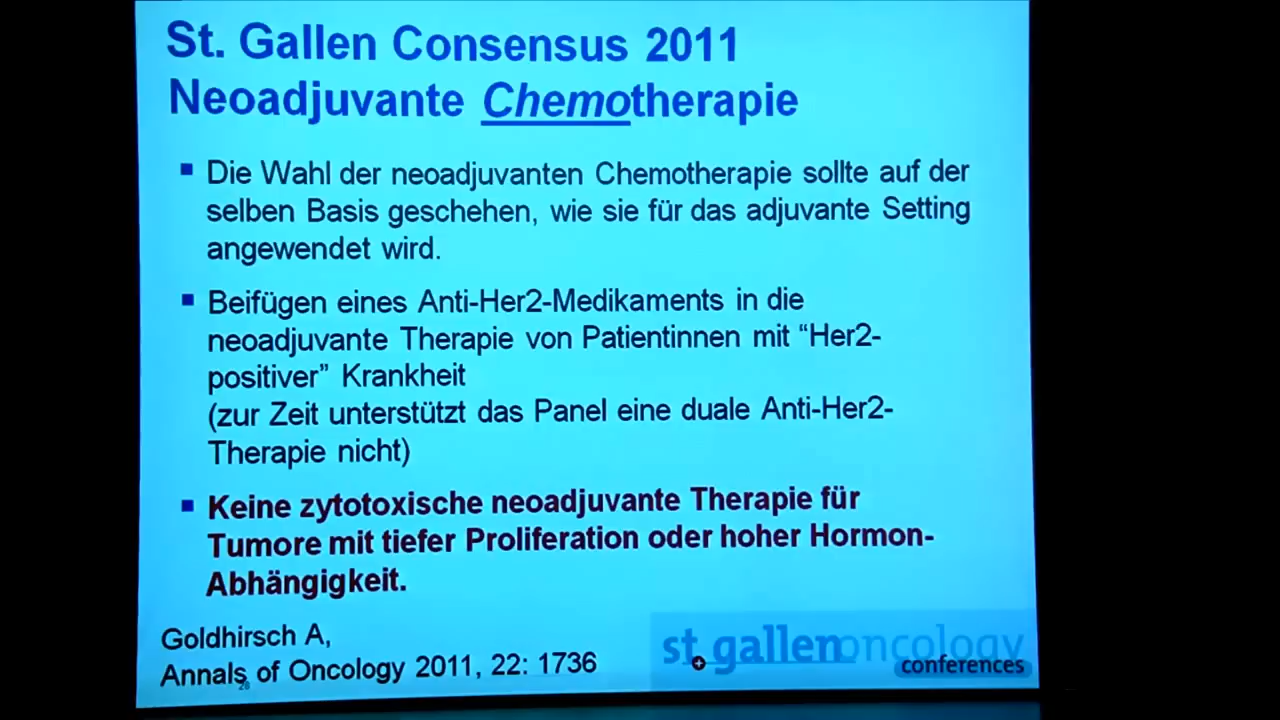 St. Gallen Consensus 2011
Neoadjuvante Chemotherapie
Die Wahl der neoadjuvanten Chemotherapie sollte auf der
selben Basis geschehen, wie sie für das adjuvante Setting
angewendet wird.
Beifügen eines Anti-Her2-Medikaments in die
neoadjuvante Therapie von Patientinnen mit “Her2-
positiver” Krankheit
(zur Zeit unterstützt das Panel eine duale Anti-Her2-
Therapie nicht)
Keine zytotoxische neoadjuvante Therapie für
Tumore mit tiefer Proliferation oder hoher Hormon-
Abhängigkeit.
Goldhirsch A,
Annals of Oncology 2011, 22: 1736
28
st.gallenoncology
conferences